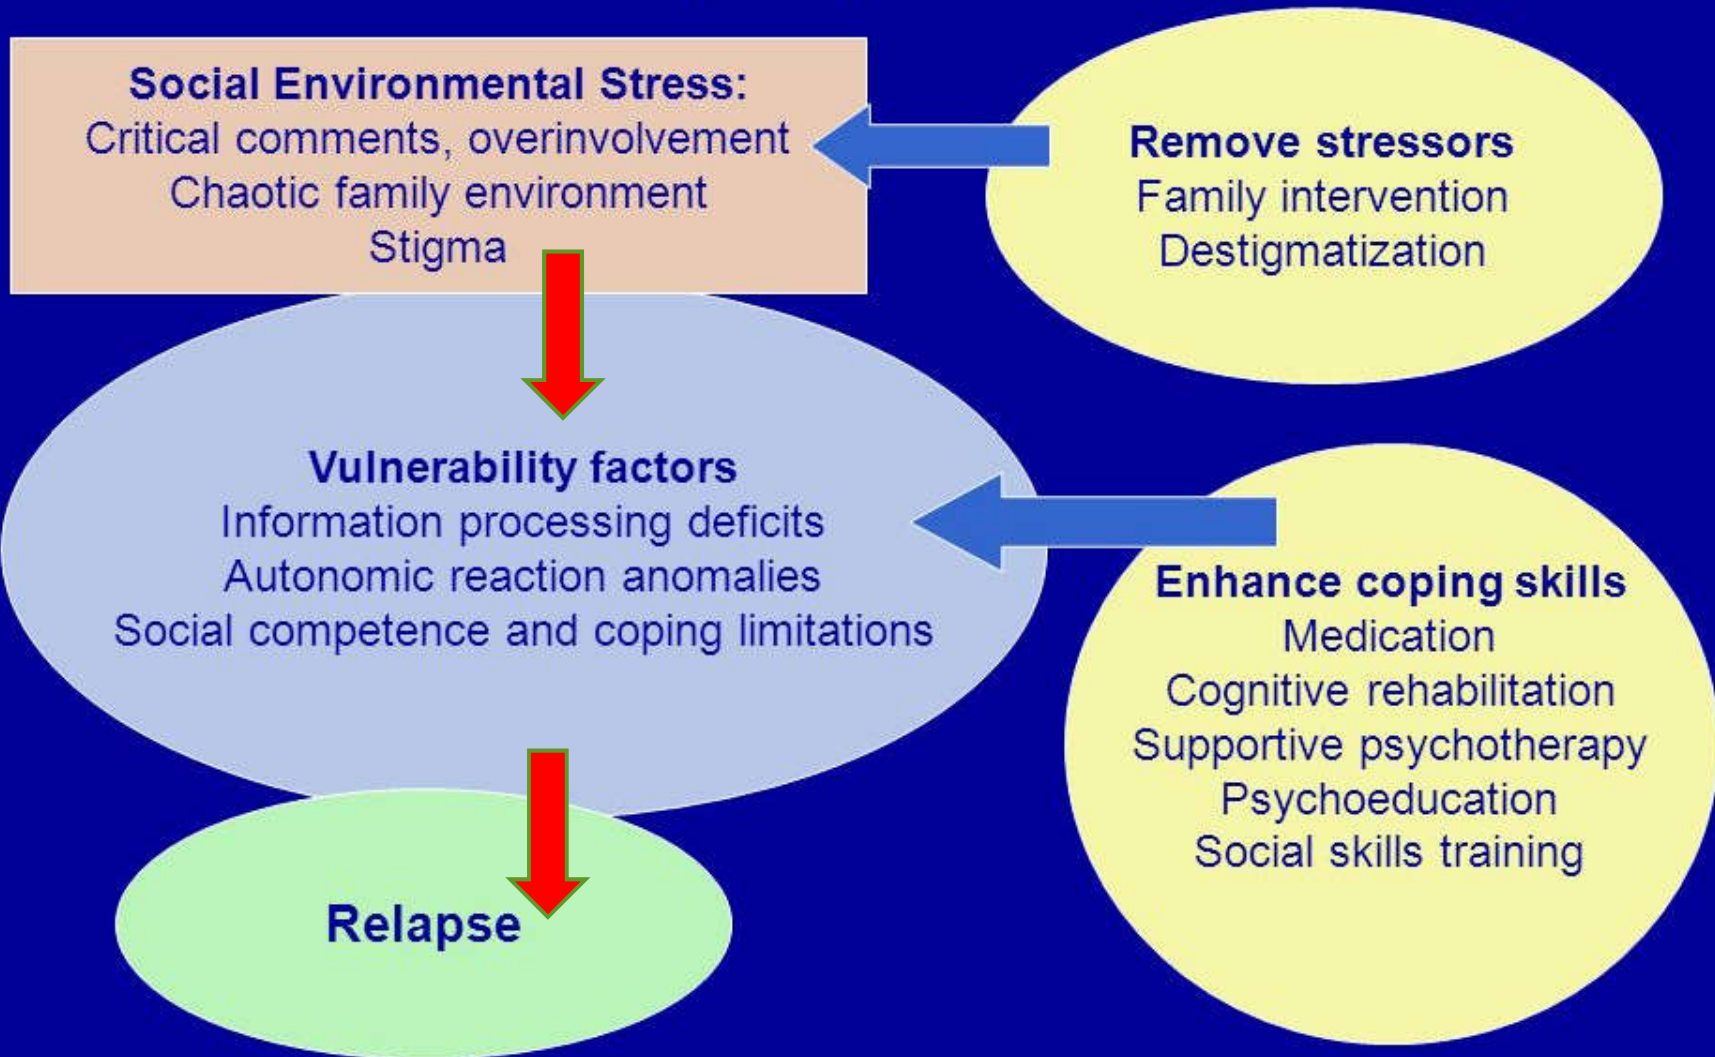 Social Environmental Stress:
Critical comments, overinvolvement
Chaotic family environment
Stigma
Remove stressors
Family intervention
Destigmatization
Vulnerability factors
Information processing deficits
Autonomic reaction anomalies
Social competence and coping limitations
Enhance coping skills
Medication
Cognitive rehabilitation
Supportive psychotherapy
Psychoeducation
Social skills training
Relapse